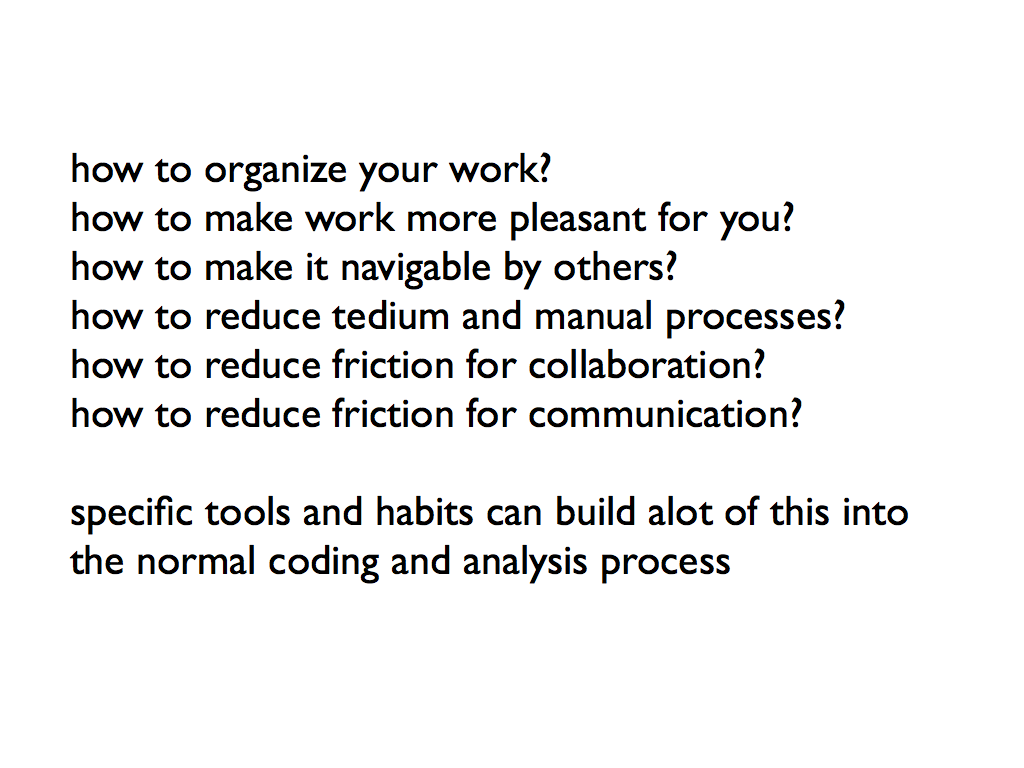 how to organize your work?
how to make work more pleasant for you?
how to make it navigable by others?
how to reduce tedium and manual processes?
how to reduce friction for collaboration?
how to reduce friction for communication?
specific tools and habits can build alot of this into
the normal coding and analysis process